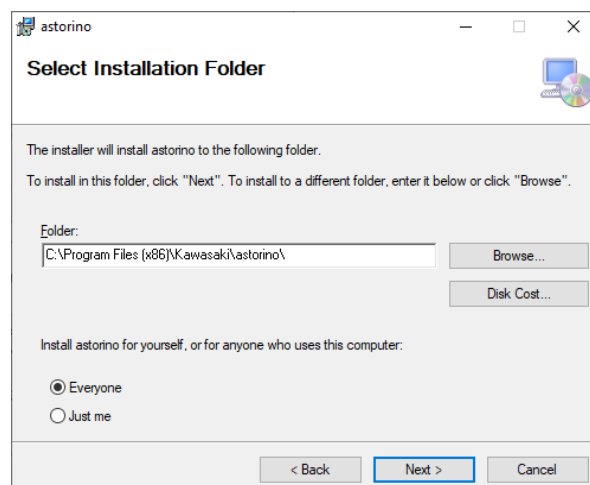 astorino
Select Installation Folder
The installer will install astorino to the following folder.
To install in this folder, click "Next". To install to a different folder, enter it below or click "Browse".
Folder:
C:\Program Files (x86)\Kawasaki\astorino\
Browse...
Disk Cost...
Install astorino for yourself, or for anyone who uses this computer:
Everyone
Just me
< Back Next > Cancel